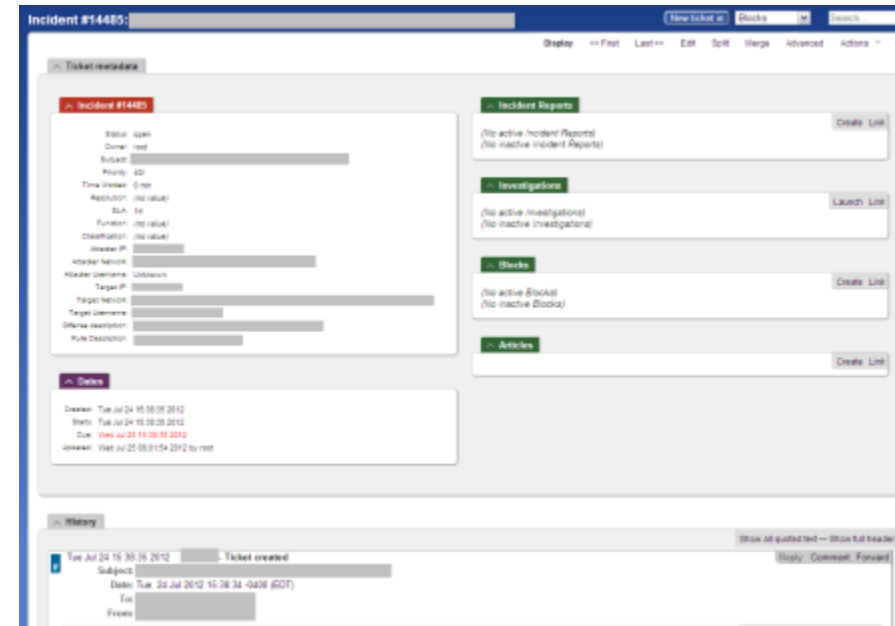 Incident #14485:
New ticket in Blocks Search
Display First Last Edit Split Merge Advanced Actions
Ticket metadata
Incident #14485
Status: open
Owner: root
Subject:
Priority:
Time Worked: 0 min
Resolution: (no value)
SLA:
Function: (no value)
Classification: (no value)
Attacker IP:
Attacker Network:
Attacker Username: Unknown
Target IP:
Target Network:
Target Username:
Offense description:
Rule Description:
Dates
Created: Tue Jul 24 15:38:35 2012
Starts: Tue Jul 24 15:38:35 2012
Due: Wed Jul 25 15:38:35 2012
Updated: Wed Jul 25 08:01:54 2012 by root
Incident Reports
Create Link
(No active Incident Reports)
(No inactive Incident Reports)
Investigations
Launch Link
(No active Investigations)
(No inactive Investigations)
Blocks
Create Link
(No active Blocks)
(No inactive Blocks)
Articles
Create Link
History
Show all quoted text — Show full header
# Tue Jul 24 15:38:35 2012 - Ticket created
Reply Comment Forward
Subject:
Date: Tue, 24 Jul 2012 15:38:34 -0400 (EDT)
To:
From: